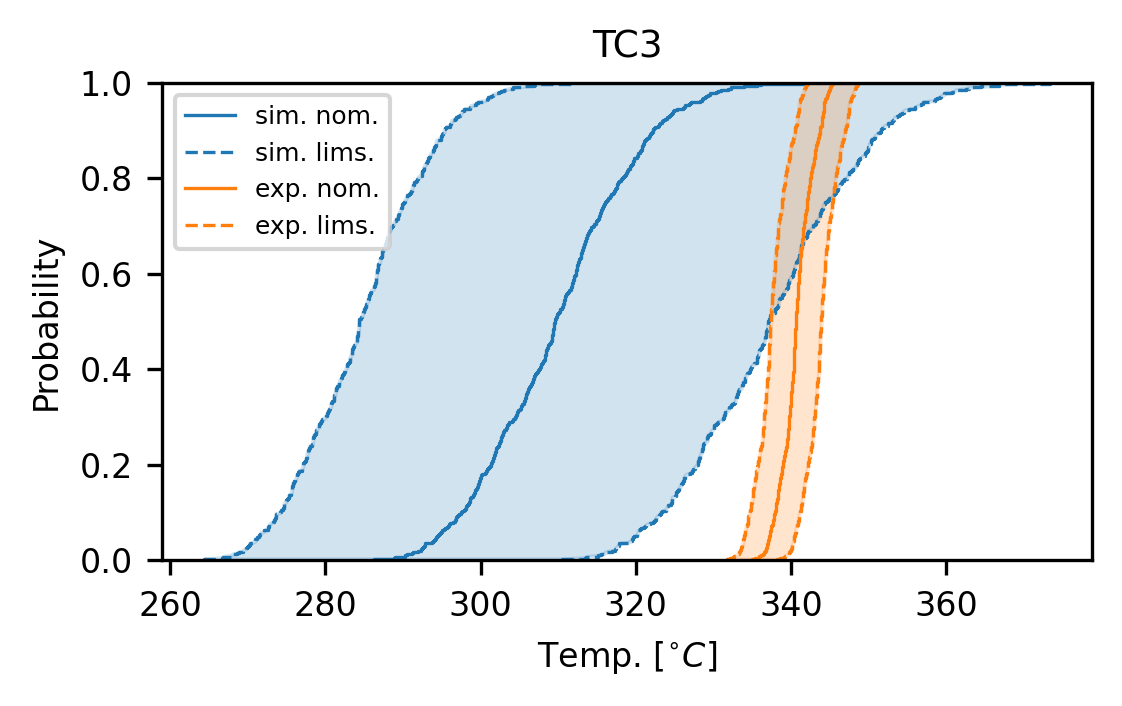 TC3
1.0
0.8
0.6
0.4
0.2
0.0
Probability
sim. nom.
sim. lims.
exp. nom.
exp. lims.
260 280 300 320 340 360
Temp. [°C]